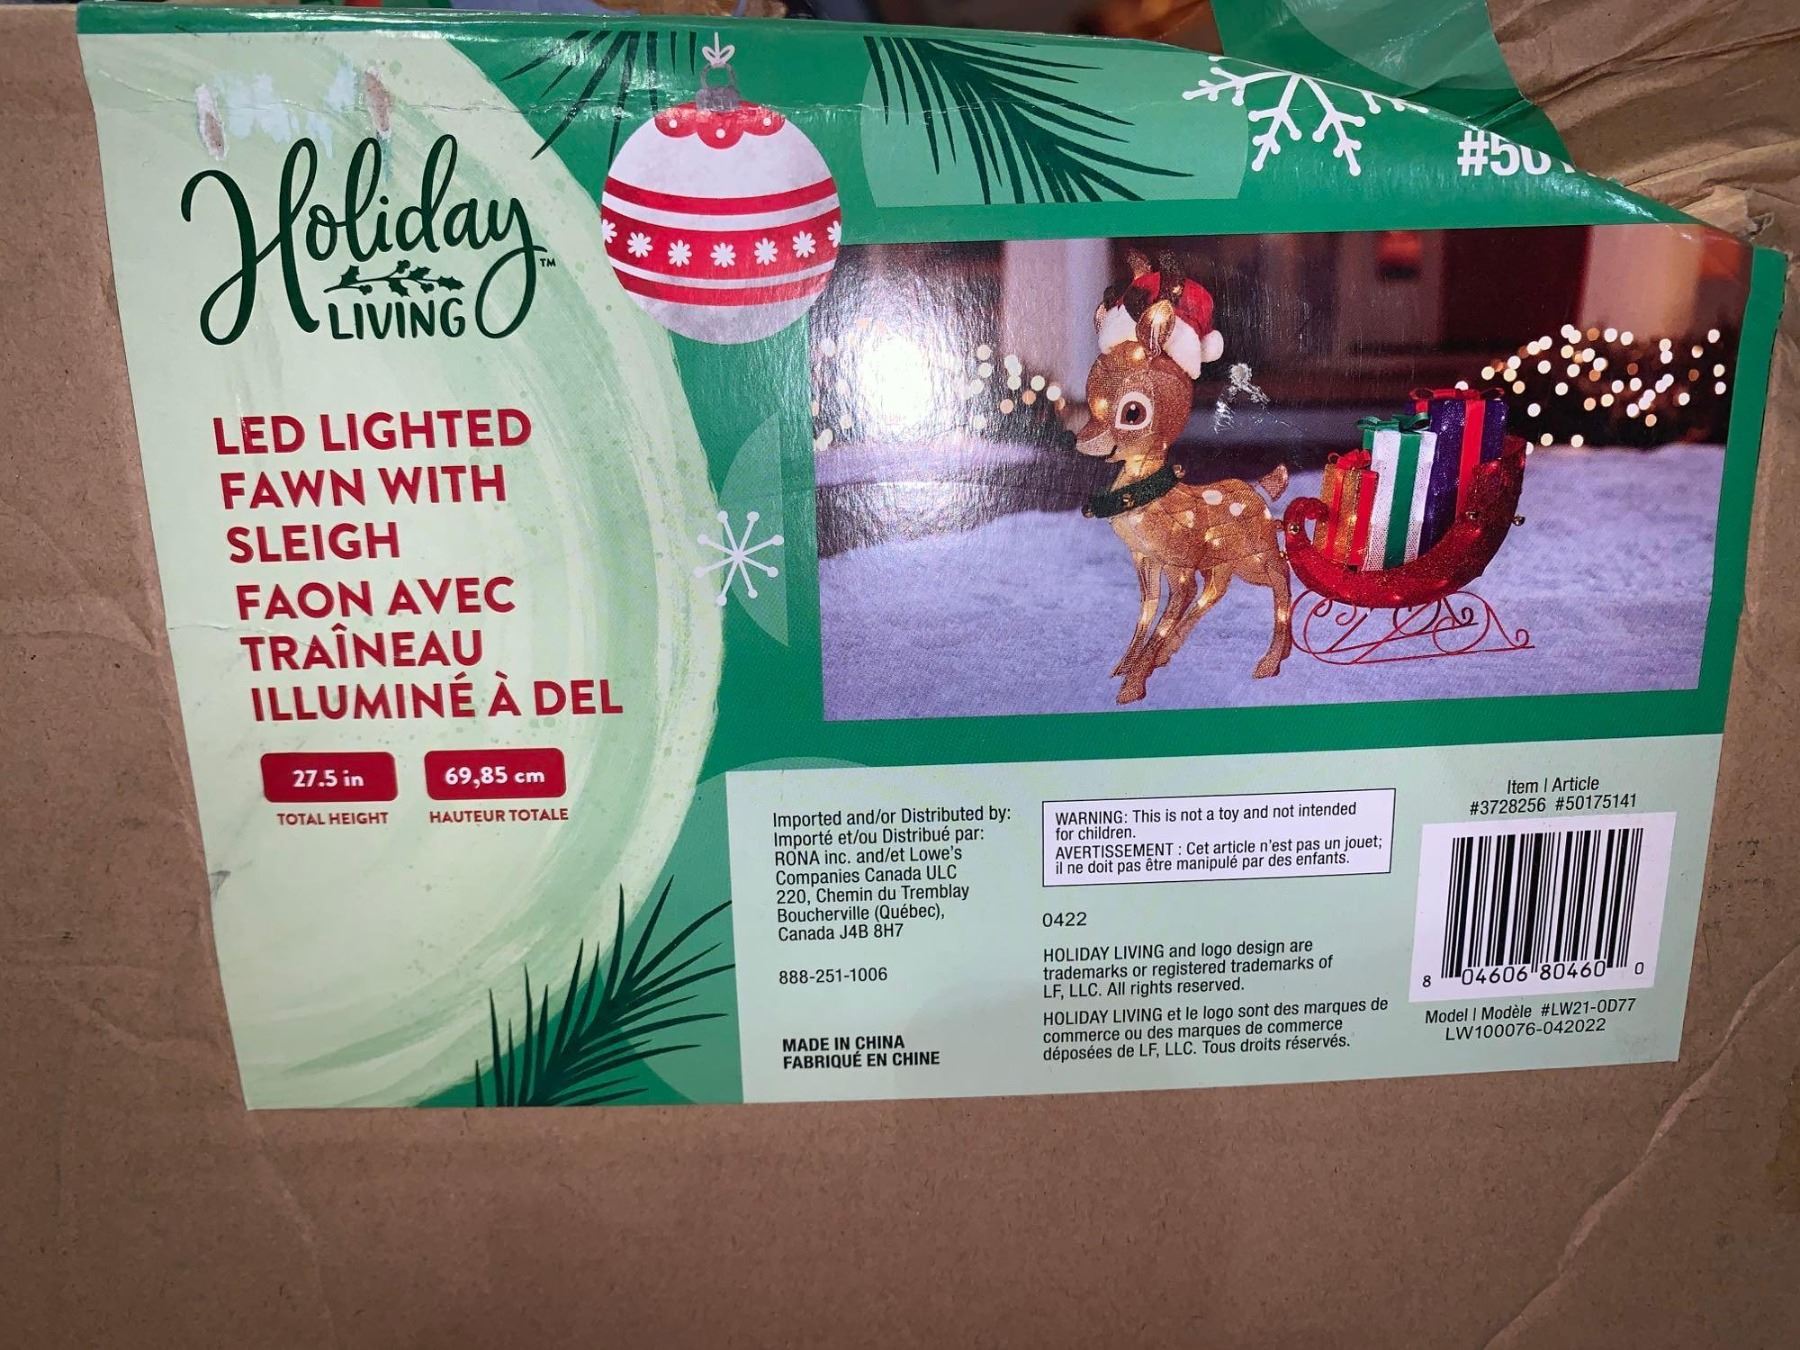 Holiday
LIVING™
LED LIGHTED
FAWN WITH
SLEIGH
FAON AVEC
TRAÎNEAU
ILLUMINÉ À DEL
27.5 in
TOTAL HEIGHT
69,85 cm
HAUTEUR TOTALE
Imported and/or Distributed by:
Importé et/ou Distribué par:
RONA inc. and/et Lowe's
Companies Canada ULC
220, Chemin du Tremblay
Boucherville (Québec),
Canada J4B 8H7
888-251-1006
MADE IN CHINA
FABRIQUÉ EN CHINE
WARNING: This is not a toy and not intended
for children.
AVERTISSEMENT : Cet article n'est pas un jouet;
il ne doit pas être manipulé par des enfants.
0422
HOLIDAY LIVING and logo design are
trademarks or registered trademarks of
LF, LLC. All rights reserved.
HOLIDAY LIVING et le logo sont des marques de
commerce ou des marques de commerce
déposées de LF, LLC. Tous droits réservés.
Item | Article
#3728256 #50175141
8 04606 80460 0
Model | Modèle #LW21-0D77
LW100076-042022